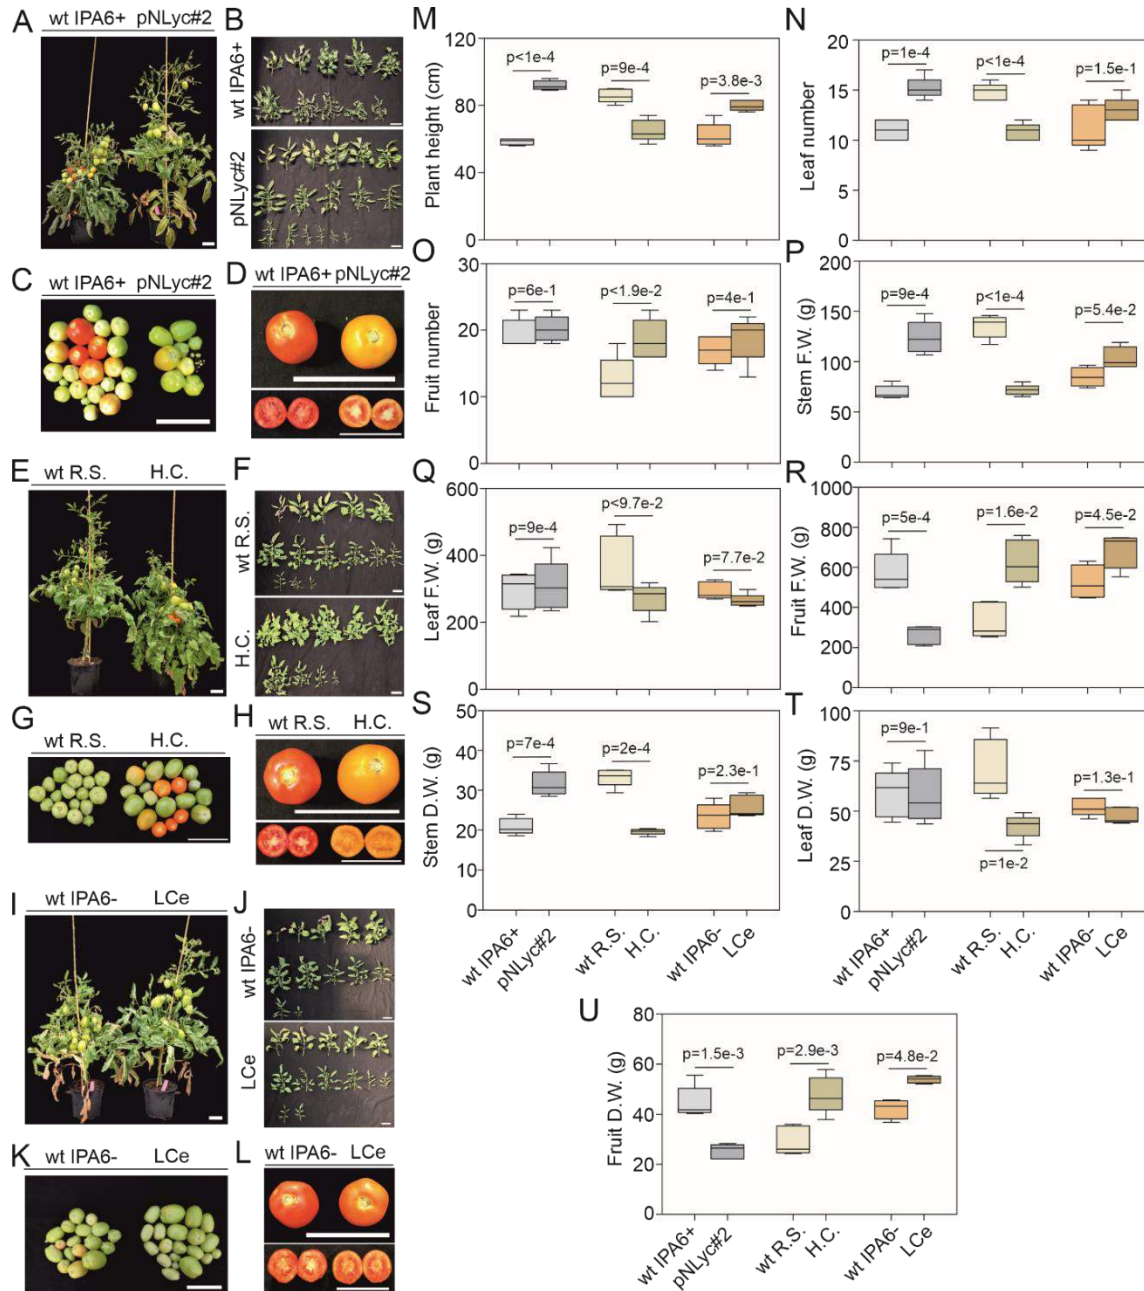 A wt IPA6+ pNLyc#2
B wt IPA6+
pNLyc#2
C wt IPA6+ pNLyc#2
D wt IPA6+ pNLyc#2
E wt R.S. H.C.
F wt R.S.
H.C.
G wt R.S. H.C.
H wt R.S. H.C.
I wt IPA6- LCe
J wt IPA6-
LCe
K wt IPA6- LCe
L wt IPA6- LCe
M
Plant height (cm)
120
80
40
0
p<1e-4
p=9e-4
p=3.8e-3
N
Leaf number
20
15
10
5
0
p=1e-4
p<1e-4
p=1.5e-1
O
Fruit number
30
20
10
0
p=6e-1
p<1.9e-2
p=4e-1
P
Stem F.W. (g)
200
150
100
50
0
p=9e-4
p<1e-4
p=5.4e-2
Q
Leaf F.W. (g)
600
400
200
0
p=9e-4
p<9.7e-2
p=7.7e-2
R
Fruit F.W. (g)
1000
800
600
400
200
0
p=5e-4
p=1.6e-2
p=4.5e-2
S
Stem D.W. (g)
50
40
30
20
10
0
p=7e-4
p=2e-4
p=2.3e-1
wt IPA6+
pNLyc#2
wt R.S.
H.C.
wt IPA6-
LCe
T
Leaf D.W. (g)
100
75
50
25
0
p=9e-1
p=1e-2
p=1.3e-1
wt IPA6+
pNLyc#2
wt R.S.
H.C.
wt IPA6-
LCe
U
Fruit D.W. (g)
80
60
40
20
0
p=1.5e-3
p=2.9e-3
p=4.8e-2
wt IPA6+
pNLyc#2
wt R.S.
H.C.
wt IPA6-
LCe